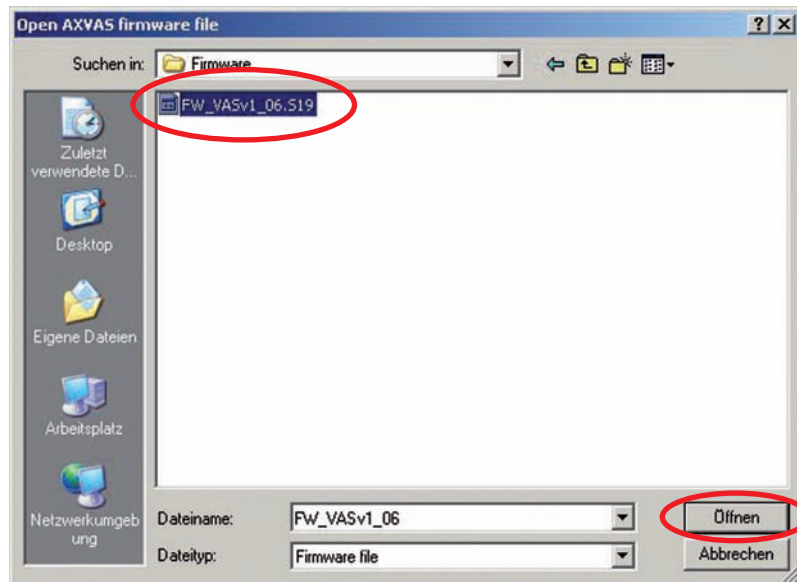 Open AXVAS firmware file
Suchen in:
Firmware
FW_VASv1_06.S19
Zuletzt
verwendete D...
Desktop
Eigene Dateien
Arbeitsplatz
Netzwerkumgeb
ung
Dateiname:
FW_VASv1_06
Öffnen
Dateityp:
Firmware file
Abbrechen